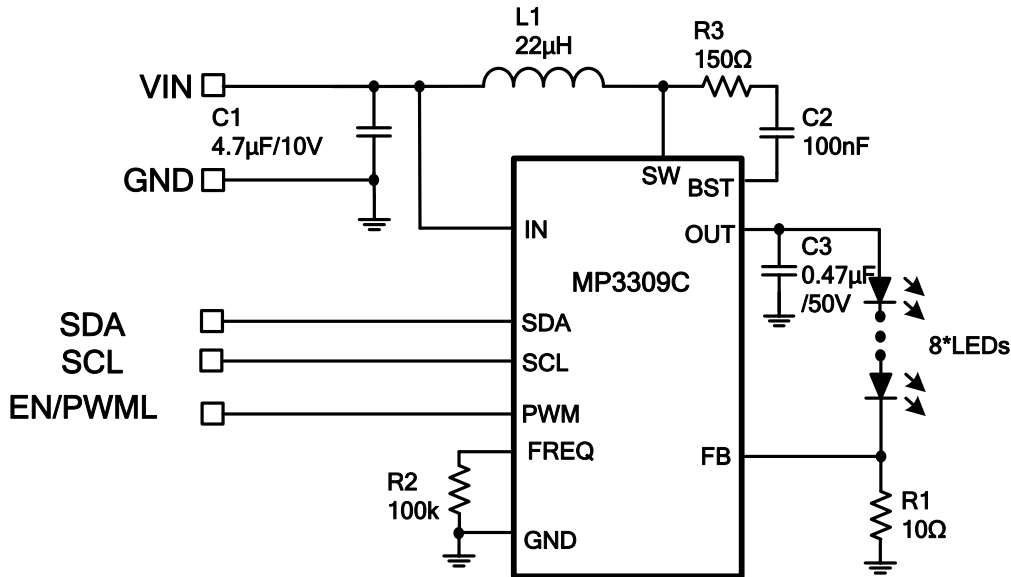 L1
22µH
R3
150Ω
VIN
C1
4.7µF/10V
C2
100nF
GND
SW
BST
IN
OUT
C3
0.47µF
/50V
MP3309C
SDA
SDA
SCL
SCL
8*LEDs
EN/PWML
PWM
FREQ
FB
R2
100k
R1
10Ω
GND